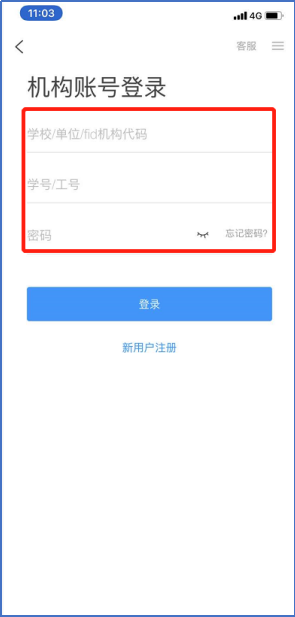 11:03
4G
客服
机构账号登录
学校/单位/fid机构代码
学号/工号
密码
忘记密码?
登录
新用户注册